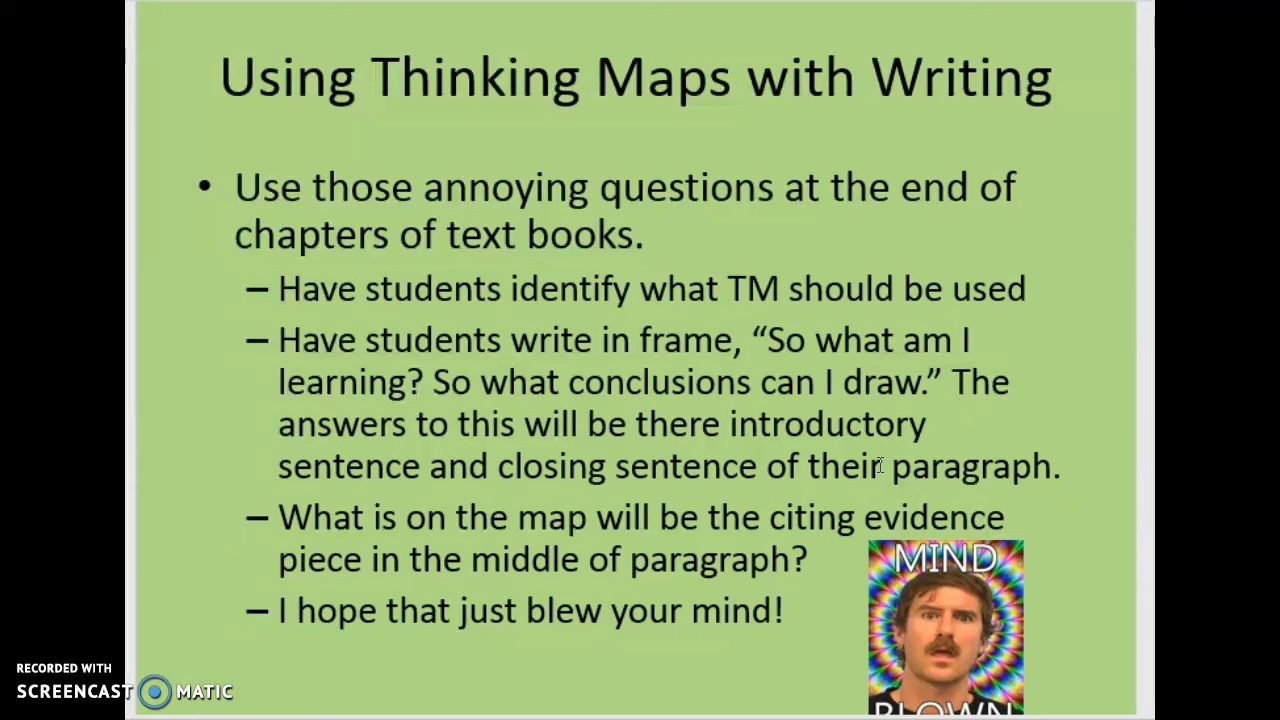 Using Thinking Maps with Writing
• Use those annoying questions at the end of
chapters of text books.
– Have students identify what TM should be used
– Have students write in frame, “So what am I
learning? So what conclusions can I draw.” The
answers to this will be there introductory
sentence and closing sentence of their paragraph.
– What is on the map will be the citing evidence
piece in the middle of paragraph?
– I hope that just blew your mind!
MIND
BLOWN
RECORDED WITH
SCREENCAST MATIC